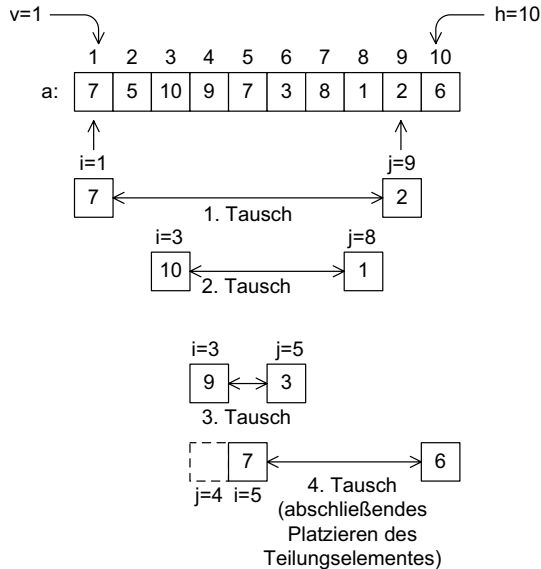 v=1 h=10
1 2 3 4 5 6 7 8 9 10
a: 7 5 10 9 7 3 8 1 2 6
i=1 j=9
7 2
1. Tausch
i=3 j=8
10 1
2. Tausch
i=3 j=5
9 3
3. Tausch
7 6
j=4 i=5
4. Tausch
(abschließendes
Platzieren des
Teilungselementes)